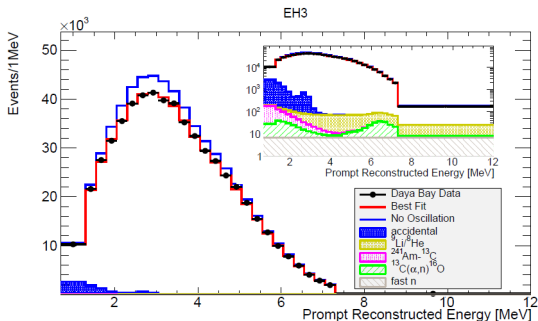 EH3
×10³
Events/1MeV
50
40
30
20
10
2
4
6
8
10
12
Prompt Reconstructed Energy [MeV]
10⁴
10³
10²
10
1
2
4
6
8
10
12
Prompt Reconstructed Energy [MeV]
Daya Bay Data
Best Fit
No Oscillation
accidental
⁹Li/⁸He
²⁴¹Am-¹³C
¹³C(α,n)¹⁶O
fast n